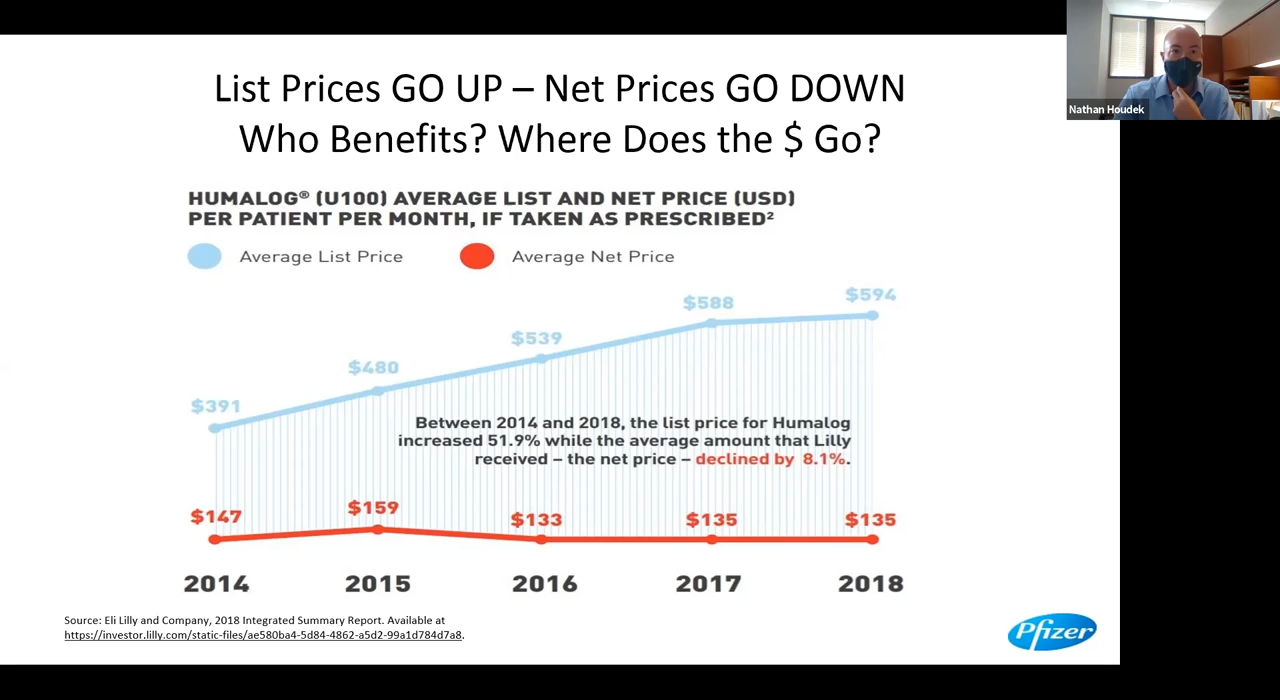 List Prices GO UP – Net Prices GO DOWN
Who Benefits? Where Does the $ Go?
Nathan Houdek
HUMALOG® (U100) AVERAGE LIST AND NET PRICE (USD)
PER PATIENT PER MONTH, IF TAKEN AS PRESCRIBED²
Average List Price
Average Net Price
$391
$480
$539
$588
$594
Between 2014 and 2018, the list price for Humalog
increased 51.9% while the average amount that Lilly
received – the net price – declined by 8.1%.
$147
$159
$133
$135
$135
2014
2015
2016
2017
2018
Source: Eli Lilly and Company, 2018 Integrated Summary Report. Available at
https://investor.lilly.com/static-files/ae580ba4-5d84-4862-a5d2-99a1d784d7a8.
Pfizer